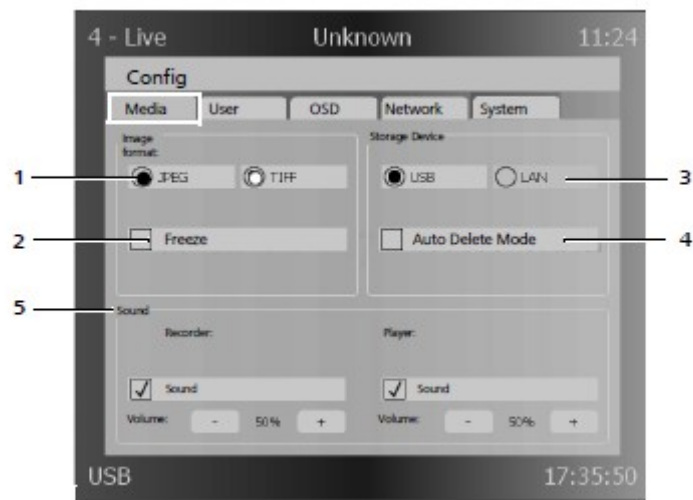 4 - Live Unknown 11:24
Config
Media User OSD Network System
Image
format:
Storage Device
1 JPEG TIFF USB LAN 3
2 Freeze Auto Delete Mode 4
5 Sound
Recorder: Player:
Sound Sound
Volume: - 50% + Volume: - 50% +
USB 17:35:50